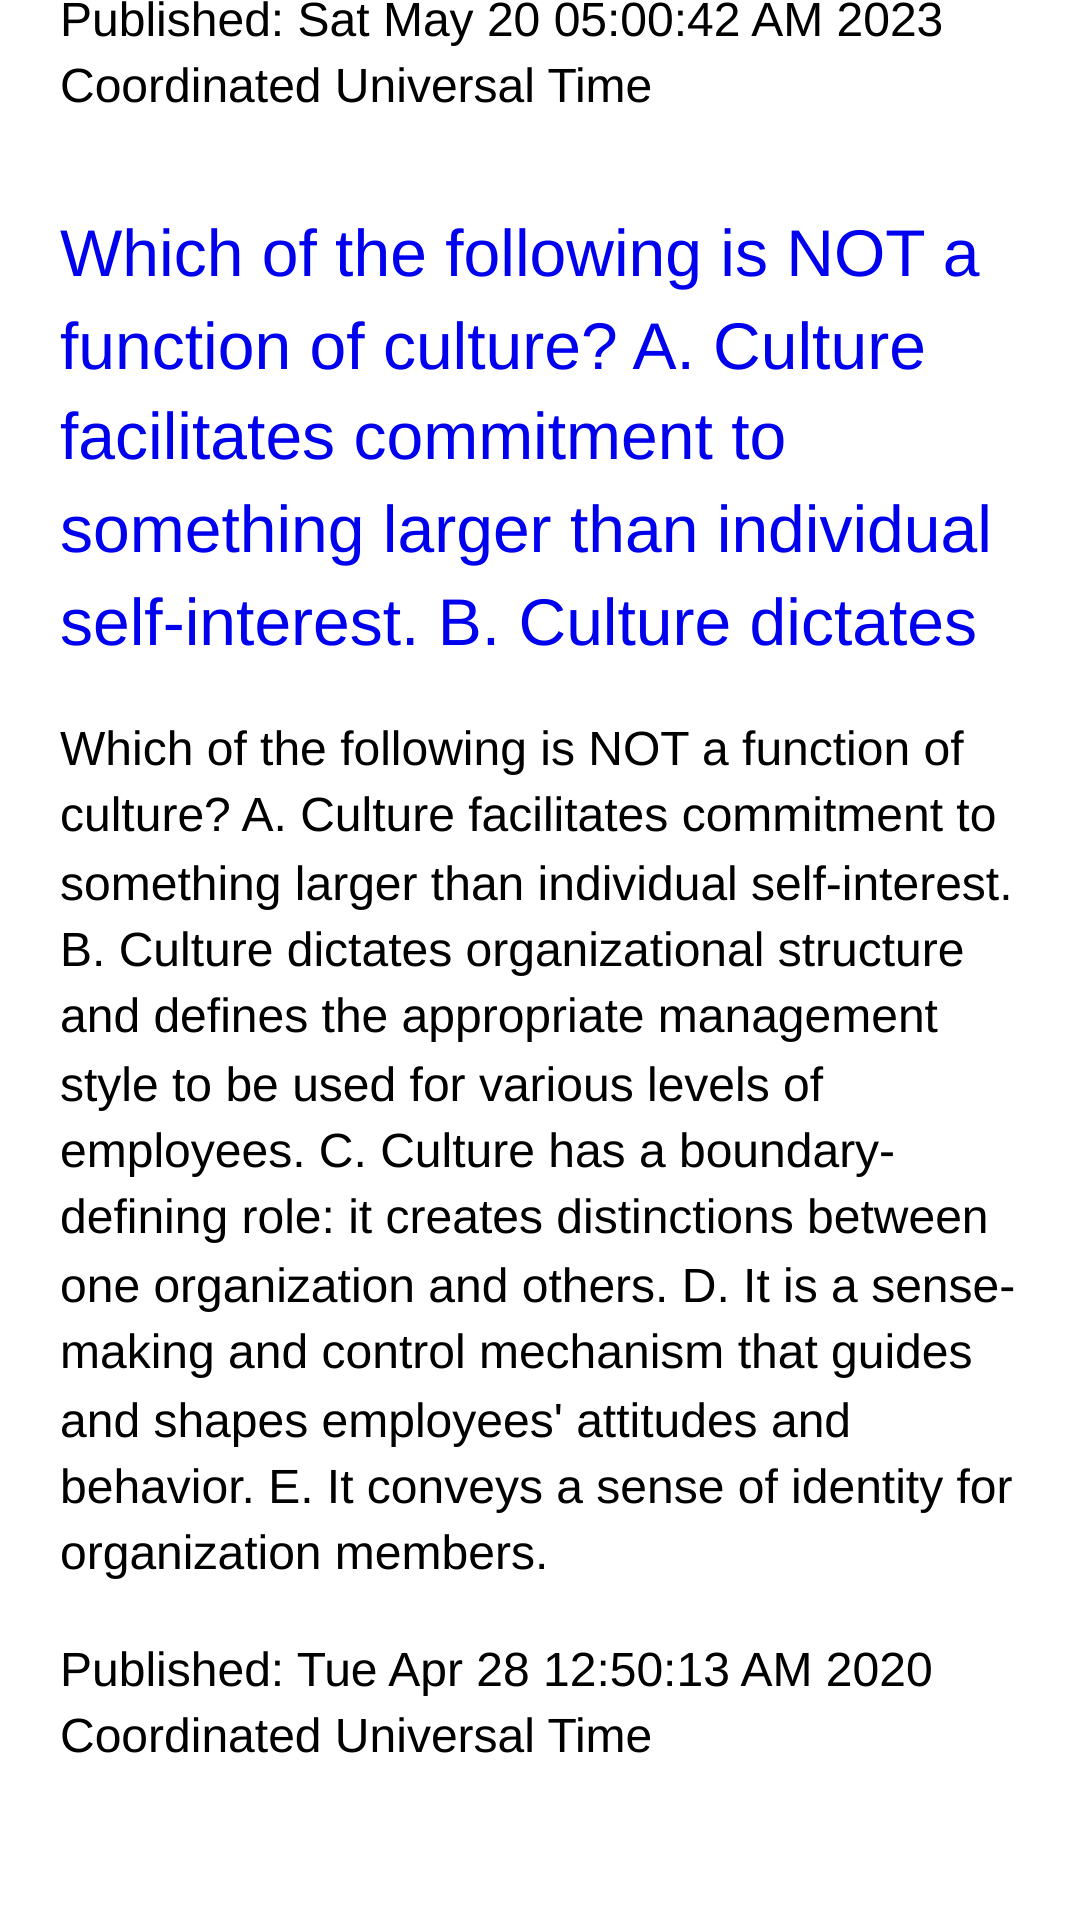 Published: Sat May 20 05:00:42 AM 2023
Coordinated Universal Time
Which of the following is NOT a
function of culture? A. Culture
facilitates commitment to
something larger than individual
self-interest. B. Culture dictates
Which of the following is NOT a function of
culture? A. Culture facilitates commitment to
something larger than individual self-interest.
B. Culture dictates organizational structure
and defines the appropriate management
style to be used for various levels of
employees. C. Culture has a boundary-
defining role: it creates distinctions between
one organization and others. D. It is a sense-
making and control mechanism that guides
and shapes employees' attitudes and
behavior. E. It conveys a sense of identity for
organization members.
Published: Tue Apr 28 12:50:13 AM 2020
Coordinated Universal Time